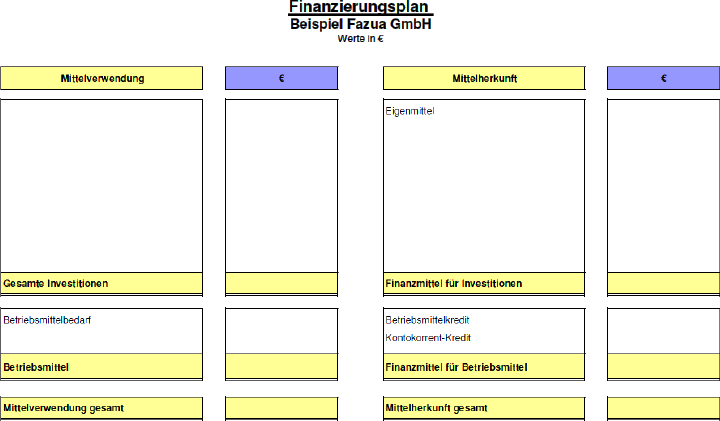 Finanzierungsplan
Beispiel Fazua GmbH
Werte in €
Mittelverwendung € Mittelherkunft €
Eigenmittel
Gesamte Investitionen Finanzmittel für Investitionen
Betriebsmittelbedarf Betriebsmittelkredit
Kontokorrent-Kredit
Betriebsmittel Finanzmittel für Betriebsmittel
Mittelverwendung gesamt Mittelherkunft gesamt